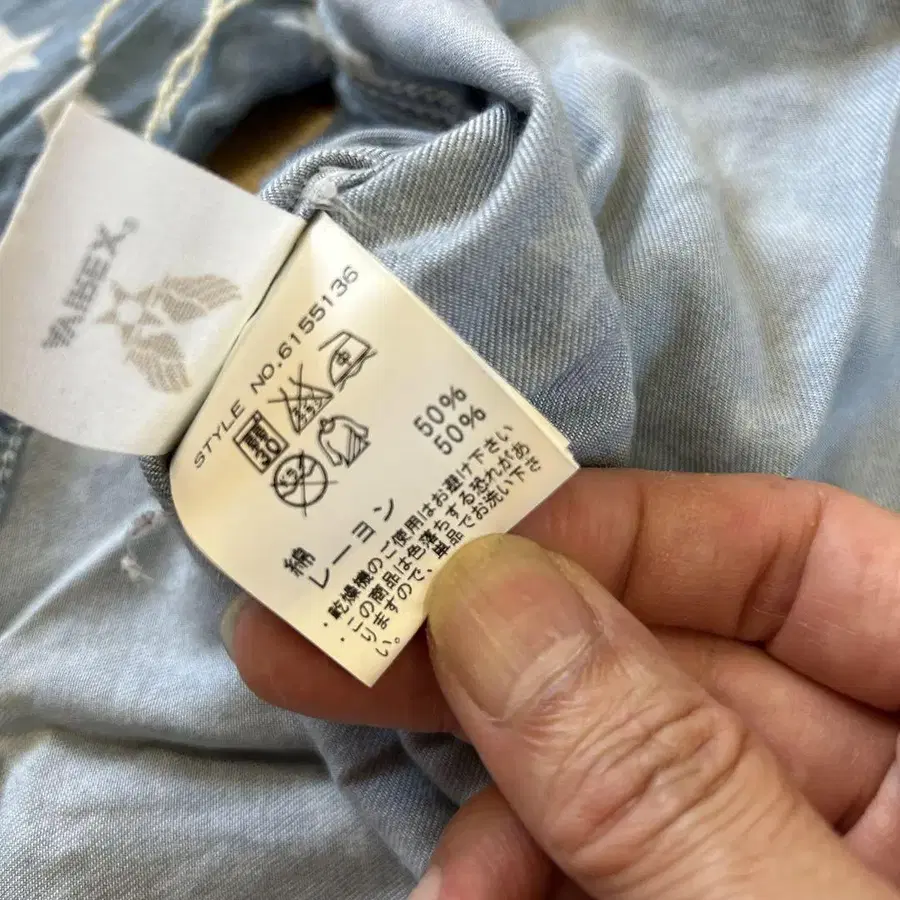 VAIBEX
STYLE NO.6155136
30
中
綿 50%
レーヨン 50%
・乾燥機のご使用はお避け下さい
・この商品は色落ちする恐れがあ
りますので、単品でお洗い下さ
い。